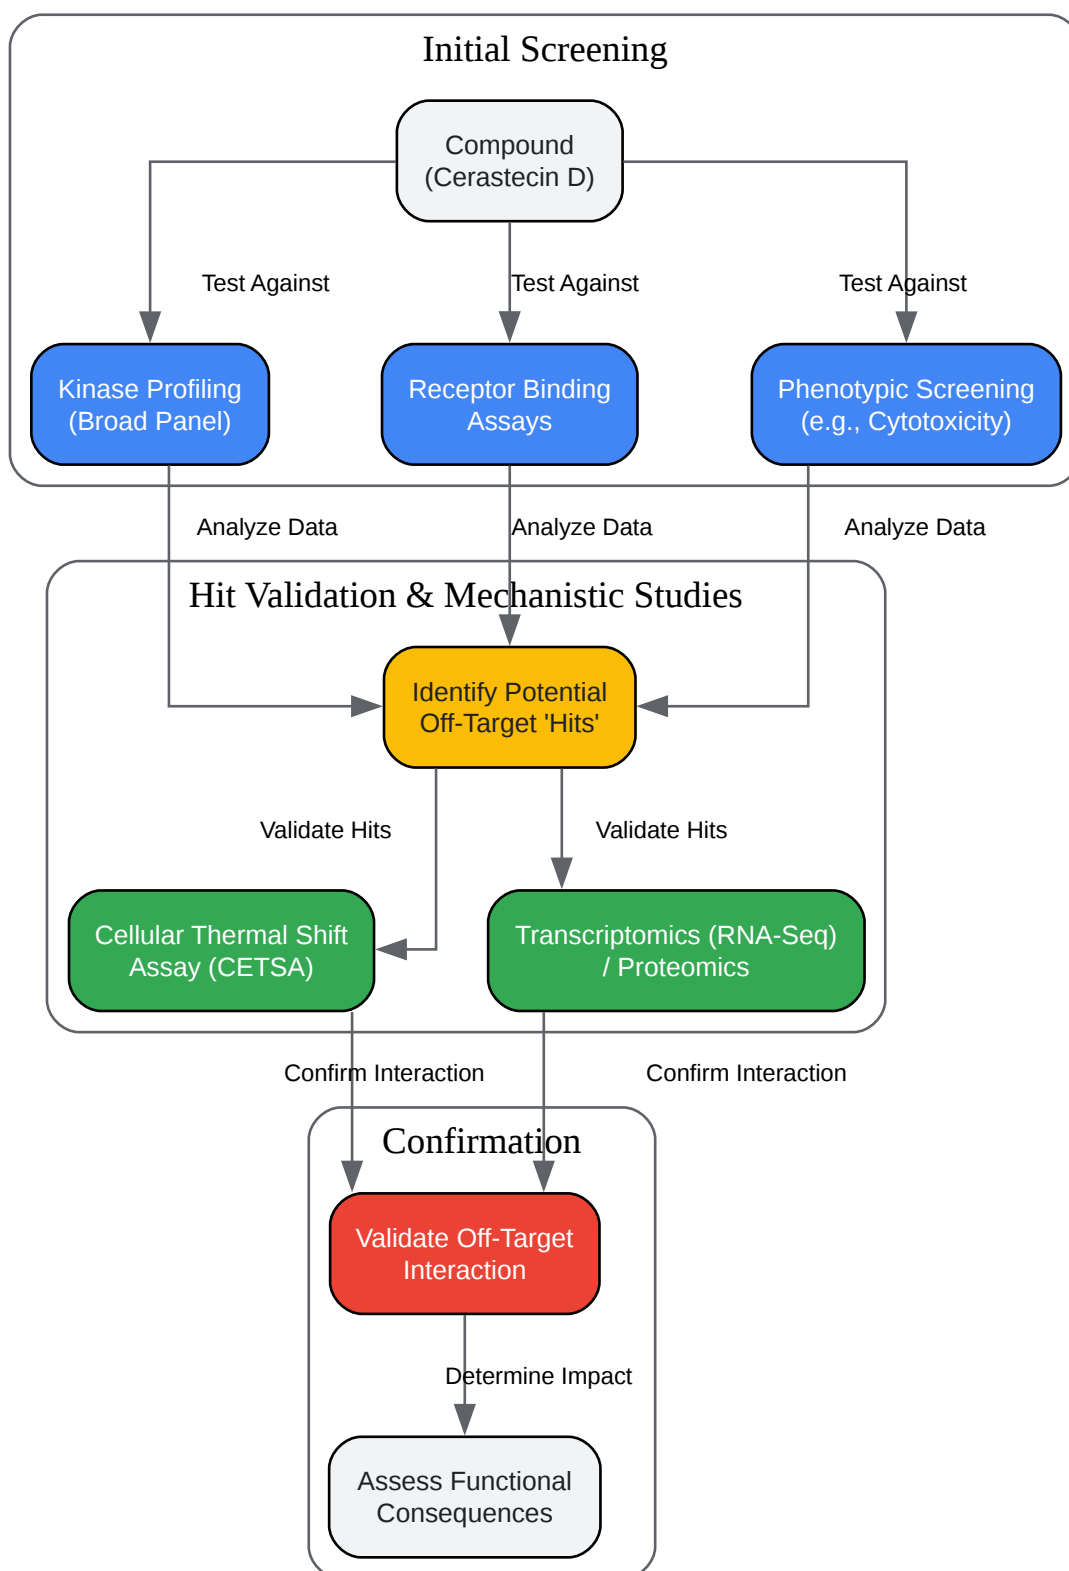 Initial Screening
Compound
(Cerastecin D)
Test Against
Test Against
Test Against
Kinase Profiling
(Broad Panel)
Receptor Binding
Assays
Phenotypic Screening
(e.g., Cytotoxicity)
Analyze Data
Analyze Data
Analyze Data
Hit Validation & Mechanistic Studies
Identify Potential
Off-Target 'Hits'
Validate Hits
Validate Hits
Cellular Thermal Shift
Assay (CETSA)
Transcriptomics (RNA-Seq)
/ Proteomics
Confirm Interaction
Confirm Interaction
Confirmation
Validate Off-Target
Interaction
Determine Impact
Assess Functional
Consequences